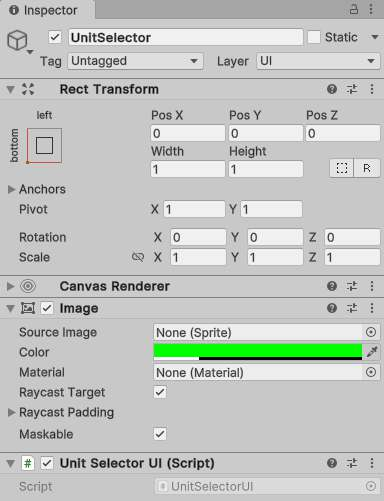 Inspector
UnitSelector
Static
Tag Untagged Layer UI
Rect Transform
left
bottom
Pos X Pos Y Pos Z
0 0 0
Width Height
1 1
R
Anchors
Pivot X 1 Y 1
Rotation X 0 Y 0 Z 0
Scale X 1 Y 1 Z 1
Canvas Renderer
Image
Source Image None (Sprite)
Color
Material None (Material)
Raycast Target
Raycast Padding
Maskable
# Unit Selector UI (Script)
Script UnitSelectorUI